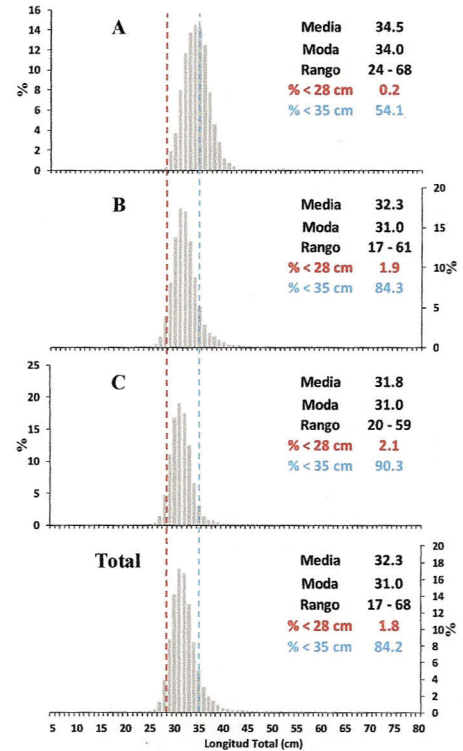 A
Media 34.5
Moda 34.0
Rango 24 - 68
% < 28 cm 0.2
% < 35 cm 54.1
%
16
14
12
10
8
6
4
2
0
B
Media 32.3
Moda 31.0
Rango 17 - 61
% < 28 cm 1.9
% < 35 cm 84.3
20
15
10
5
0
%
C
Media 31.8
Moda 31.0
Rango 20 - 59
% < 28 cm 2.1
% < 35 cm 90.3
%
25
20
15
10
5
0
Total
Media 32.3
Moda 31.0
Rango 17 - 68
% < 28 cm 1.8
% < 35 cm 84.2
20
18
16
14
12
10
8
6
4
2
0
%
5 10 15 20 25 30 35 40 45 50 55 60 65 70 75 80
Longitud Total (cm)